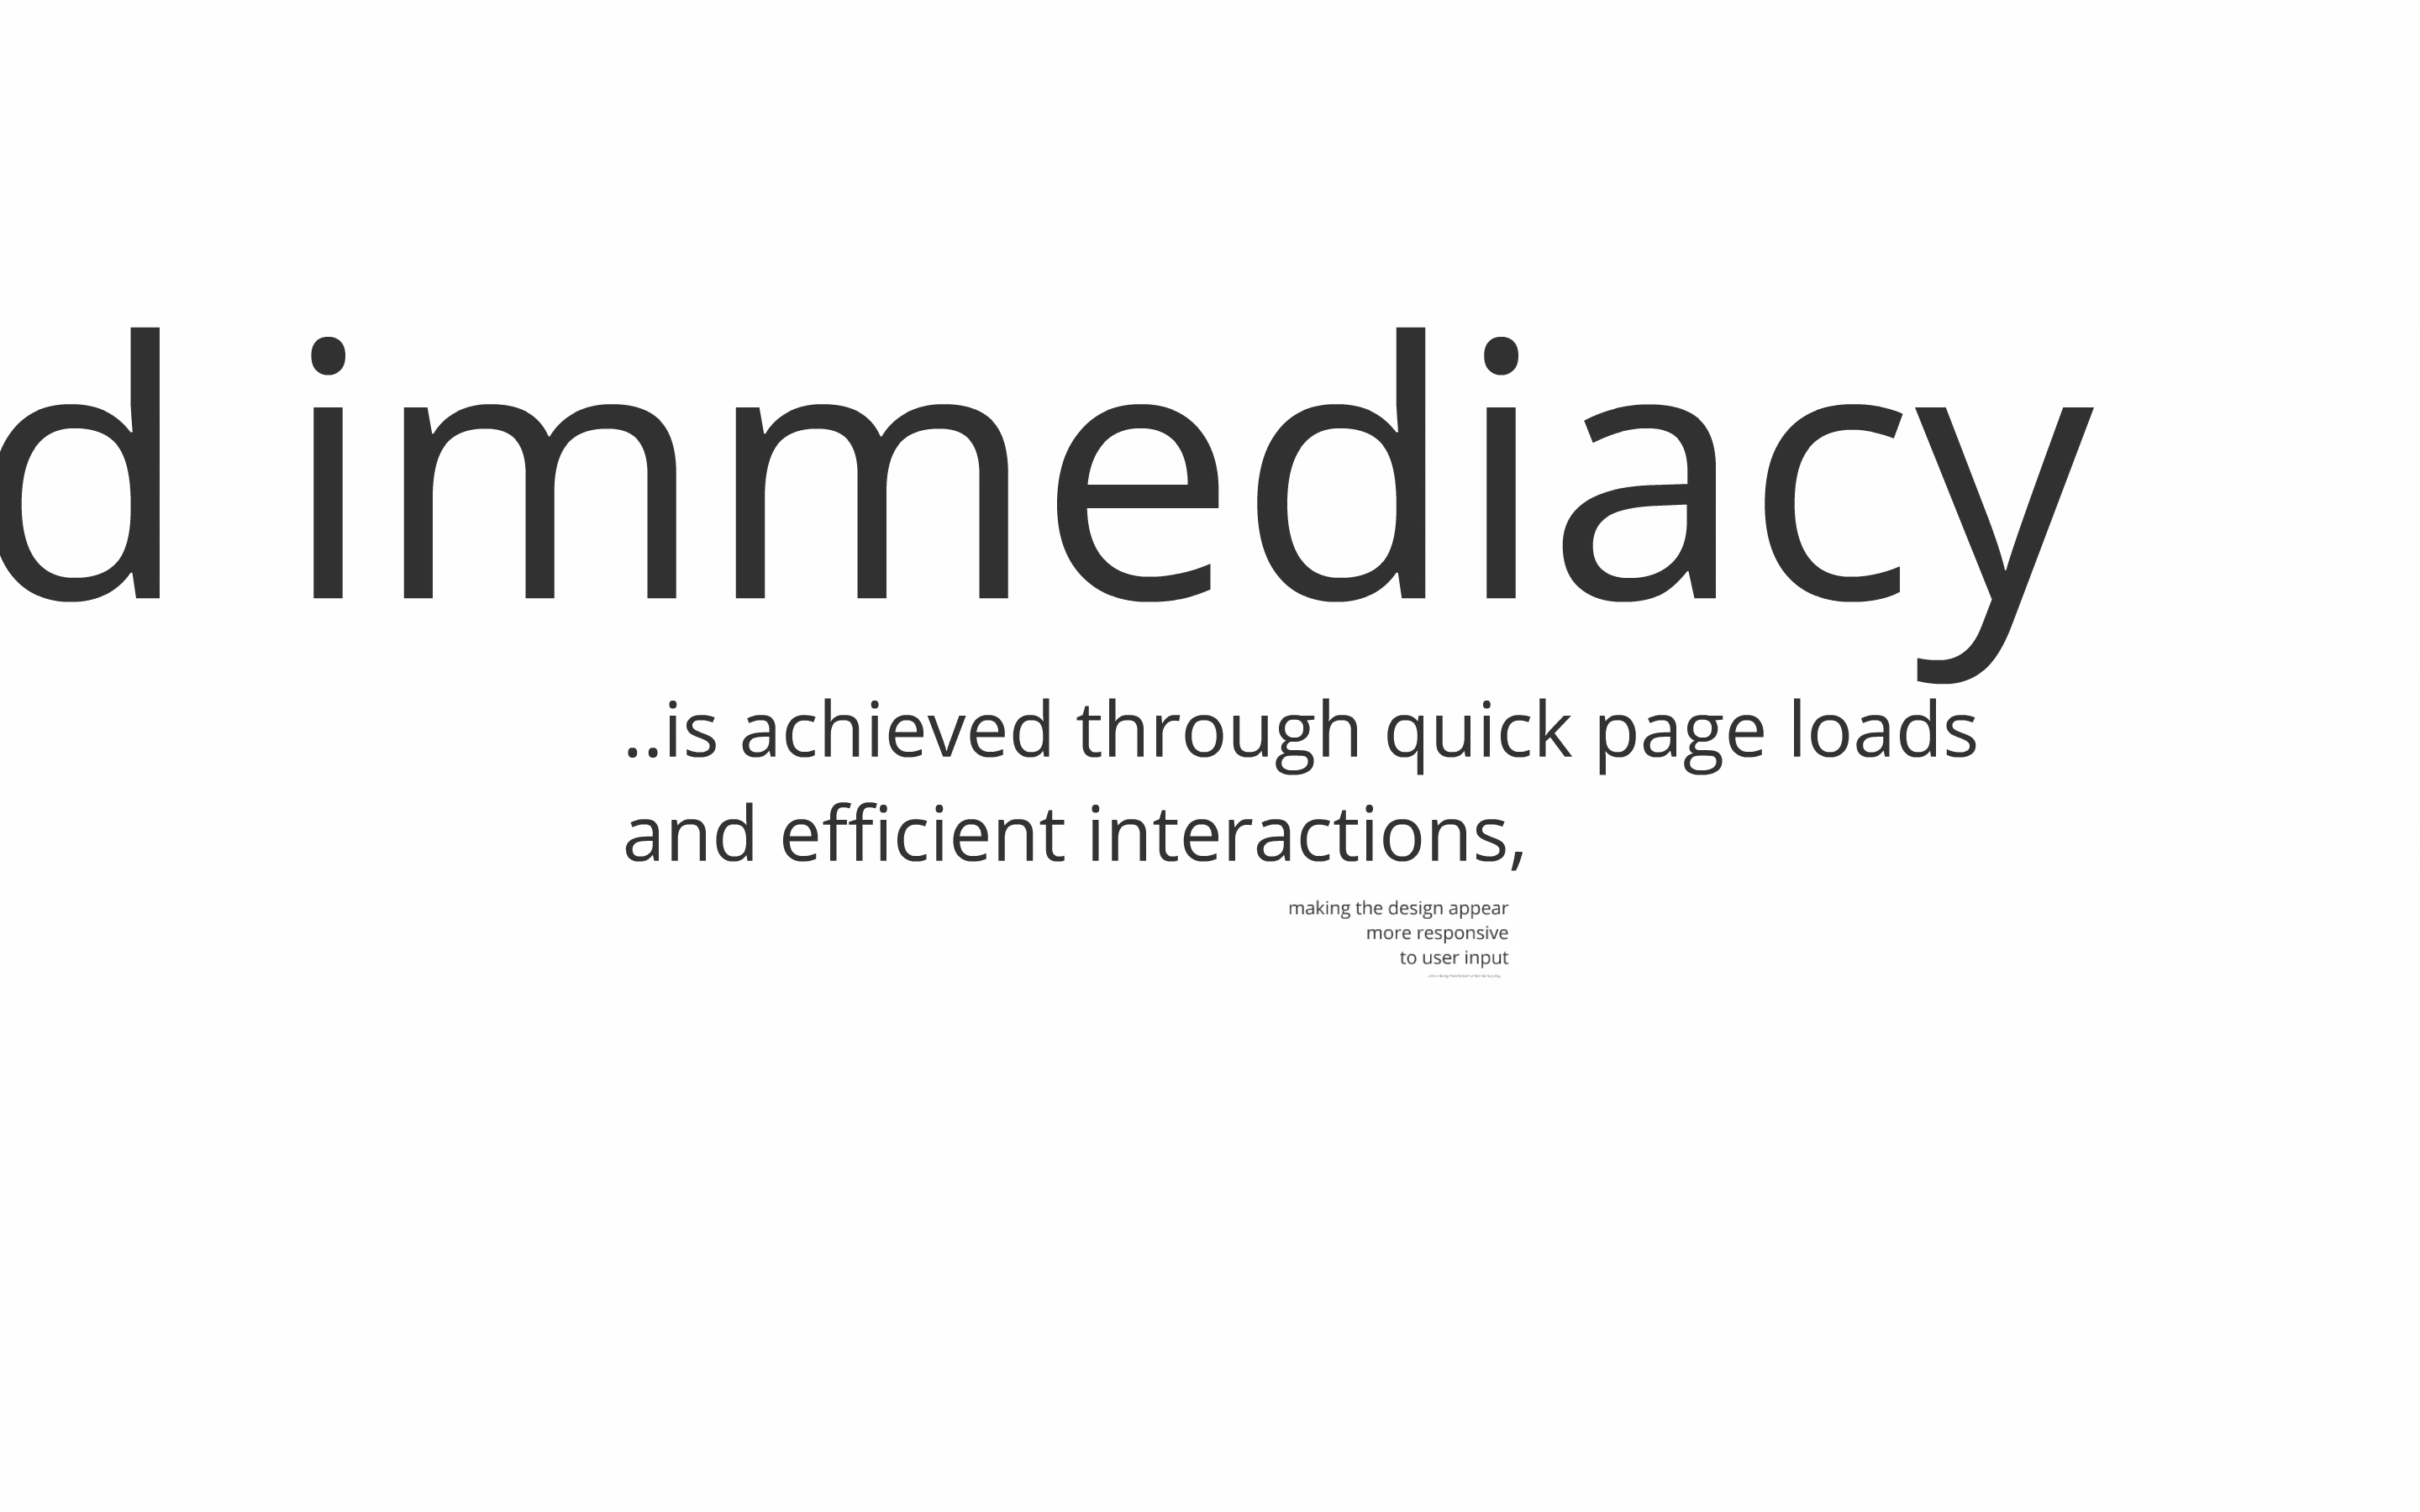 d immediacy
..is achieved through quick page loads
and efficient interactions,
making the design appear
more responsive
to user input